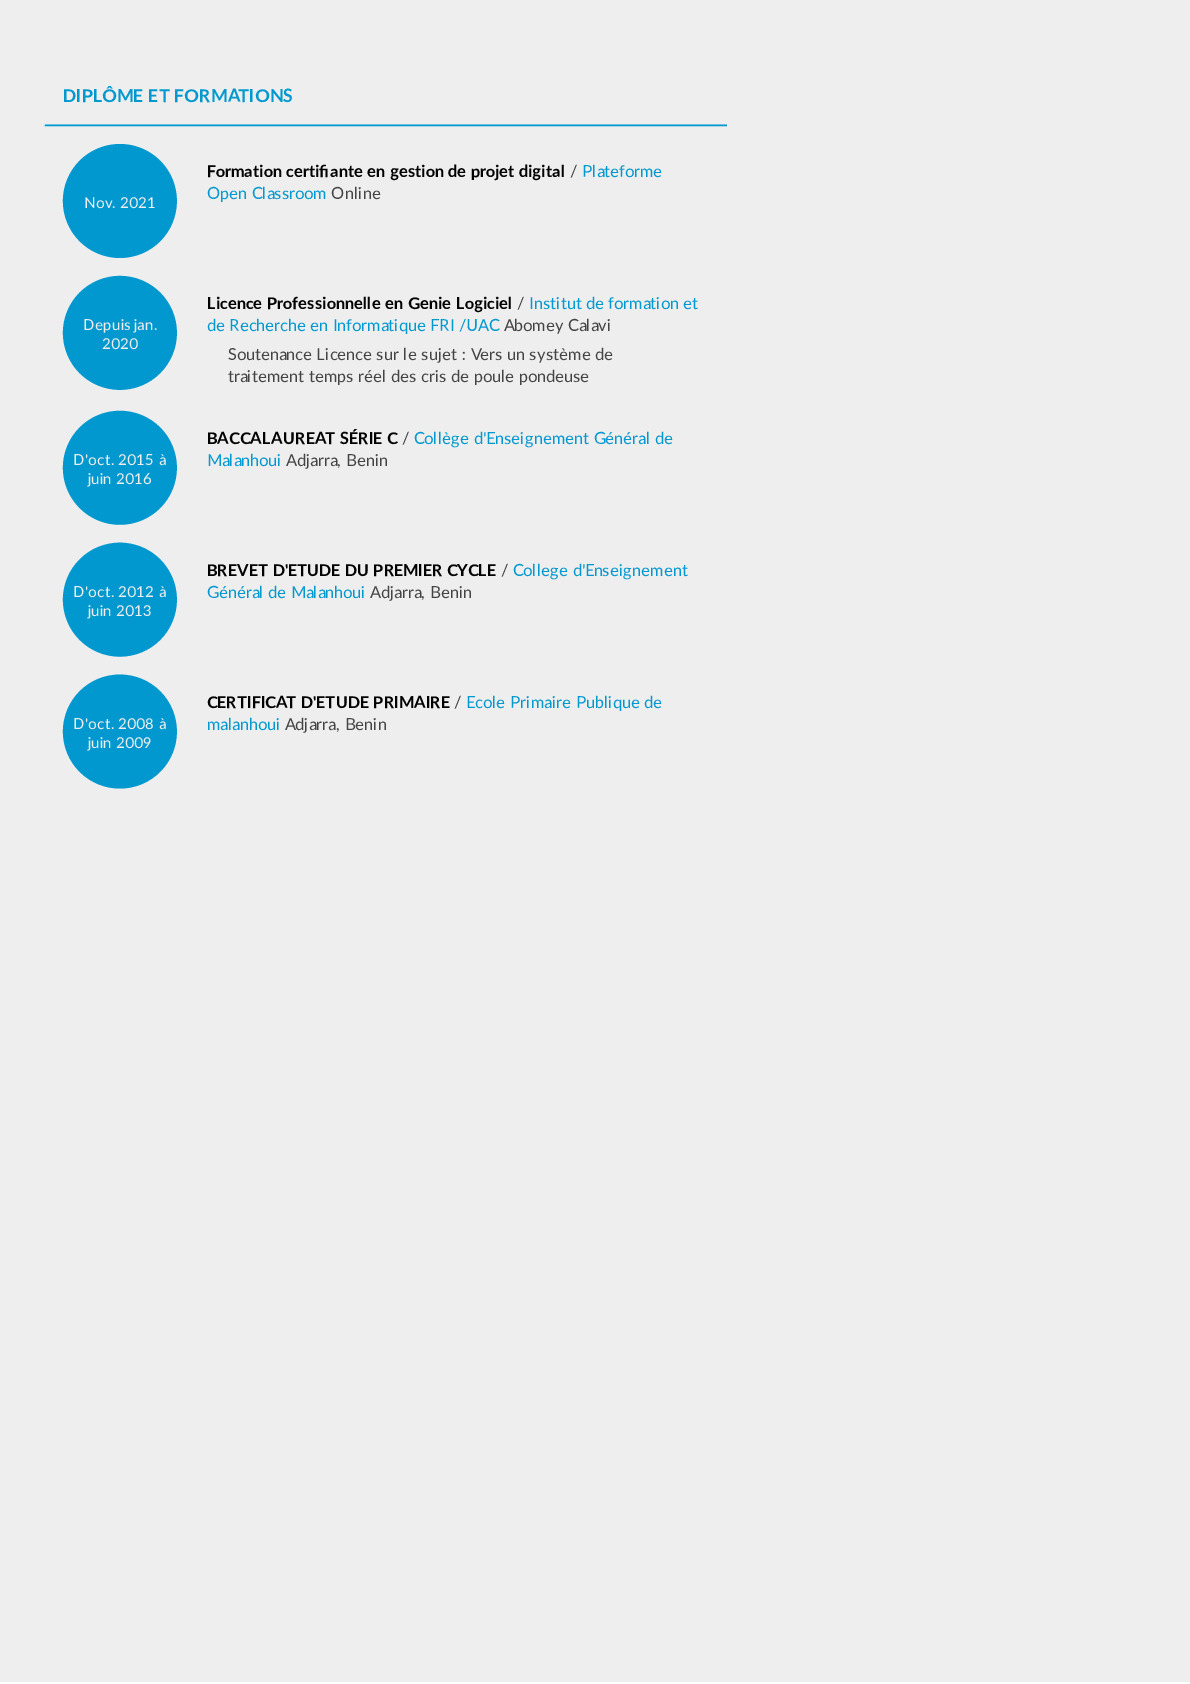 DIPLÔME ET FORMATIONS
Nov. 2021
Formation certifiante en gestion de projet digital / Plateforme
Open Classroom Online
Depuis jan.
2020
Licence Professionnelle en Genie Logiciel / Institut de formation et
de Recherche en Informatique FRI /UAC Abomey Calavi
Soutenance Licence sur le sujet : Vers un système de
traitement temps réel des cris de poule pondeuse
D'oct. 2015 à
juin 2016
BACCALAUREAT SÉRIE C / Collège d'Enseignement Général de
Malanhoui Adjarra, Benin
D'oct. 2012 à
juin 2013
BREVET D'ETUDE DU PREMIER CYCLE / College d'Enseignement
Général de Malanhoui Adjarra, Benin
D'oct. 2008 à
juin 2009
CERTIFICAT D'ETUDE PRIMAIRE / Ecole Primaire Publique de
malanhoui Adjarra, Benin